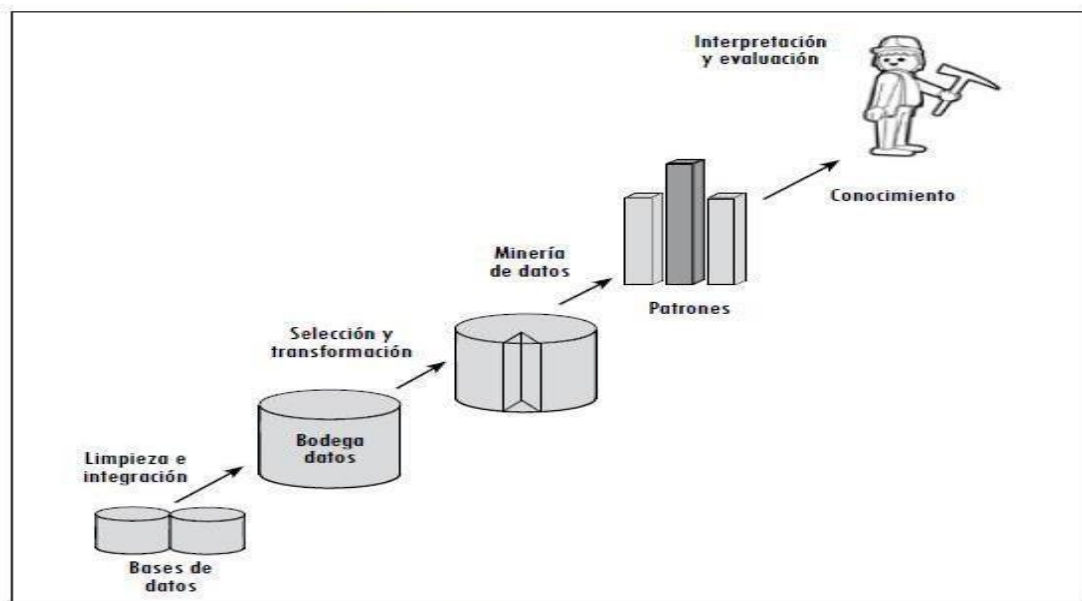 Interpretación
y evaluación
Conocimiento
Minería
de datos
Patrones
Selección y
transformación
Bodega
datos
Limpieza e
integración
Bases de
datos